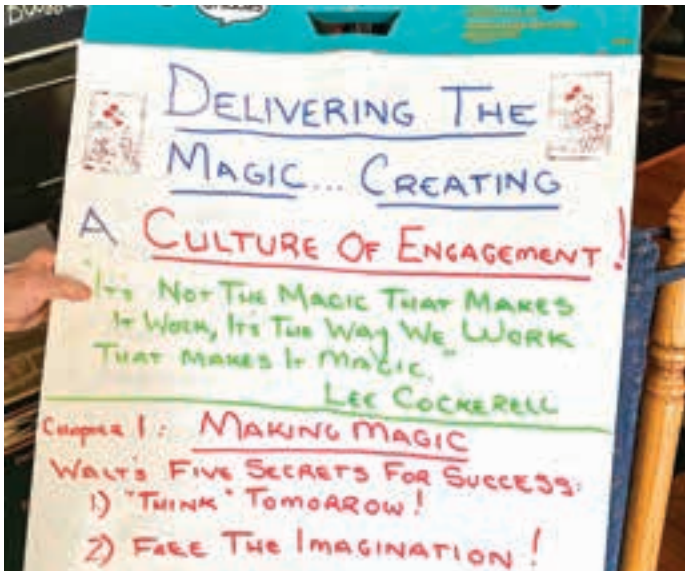 DELIVERING THE
MAGIC... CREATING
A CULTURE OF ENGAGEMENT!
"IT'S NOT THE MAGIC THAT MAKES
IT WORK, IT'S THE WAY WE WORK
THAT MAKES IT MAGIC."
LEE COCKERELL
CHAPTER 1: MAKING MAGIC
WALT'S FIVE SECRETS FOR SUCCESS:
1) "THINK" TOMORROW!
2) FREE THE IMAGINATION!